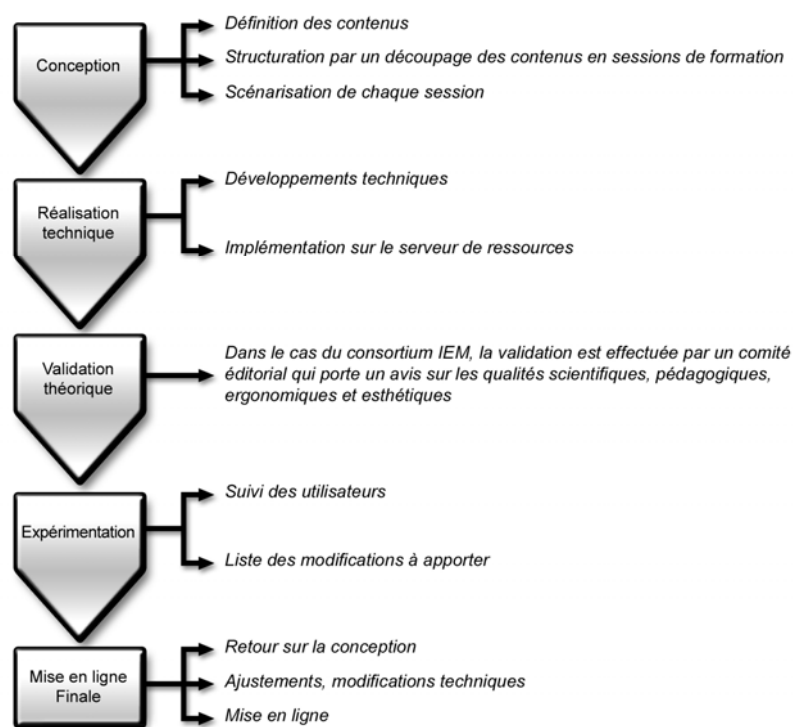 Conception
Définition des contenus
Structuration par un découpage des contenus en sessions de formation
Scénarisation de chaque session
Réalisation
technique
Développements techniques
Implémentation sur le serveur de ressources
Validation
théorique
Dans le cas du consortium IEM, la validation est effectuée par un comité
éditorial qui porte un avis sur les qualités scientifiques, pédagogiques,
ergonomiques et esthétiques
Expérimentation
Suivi des utilisateurs
Liste des modifications à apporter
Mise en ligne
Finale
Retour sur la conception
Ajustements, modifications techniques
Mise en ligne